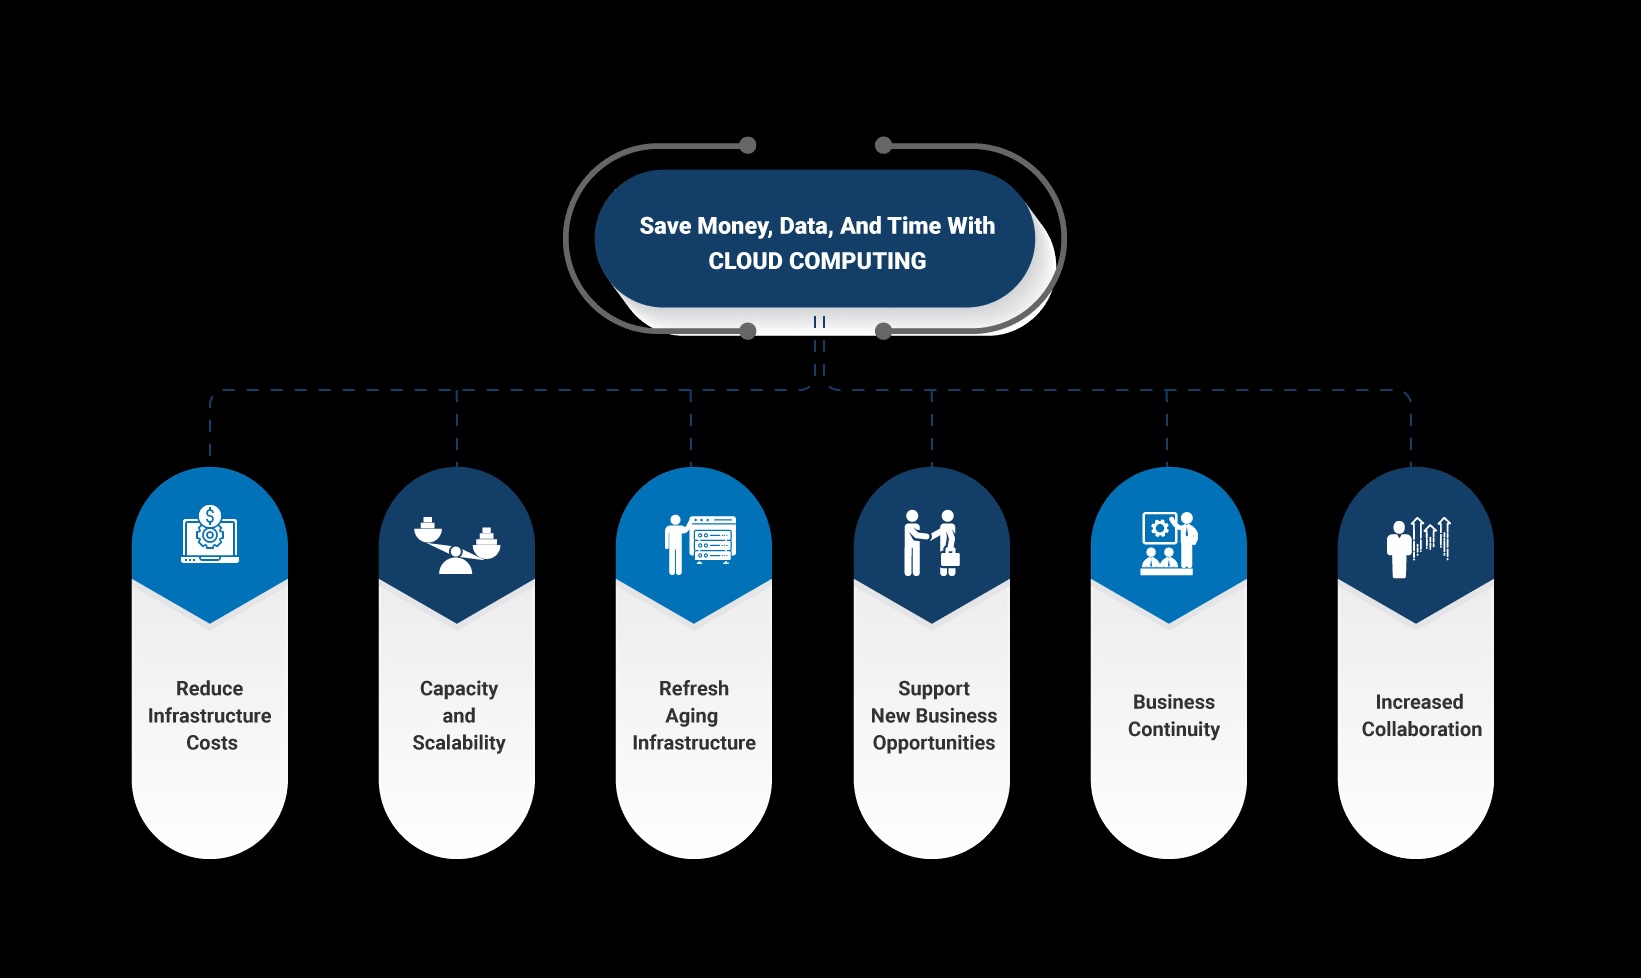 Save Money, Data, And Time With
CLOUD COMPUTING
$
Reduce
Infrastructure
Costs
Capacity
and
Scalability
Refresh
Aging
Infrastructure
Support
New Business
Opportunities
Business
Continuity
Increased
Collaboration